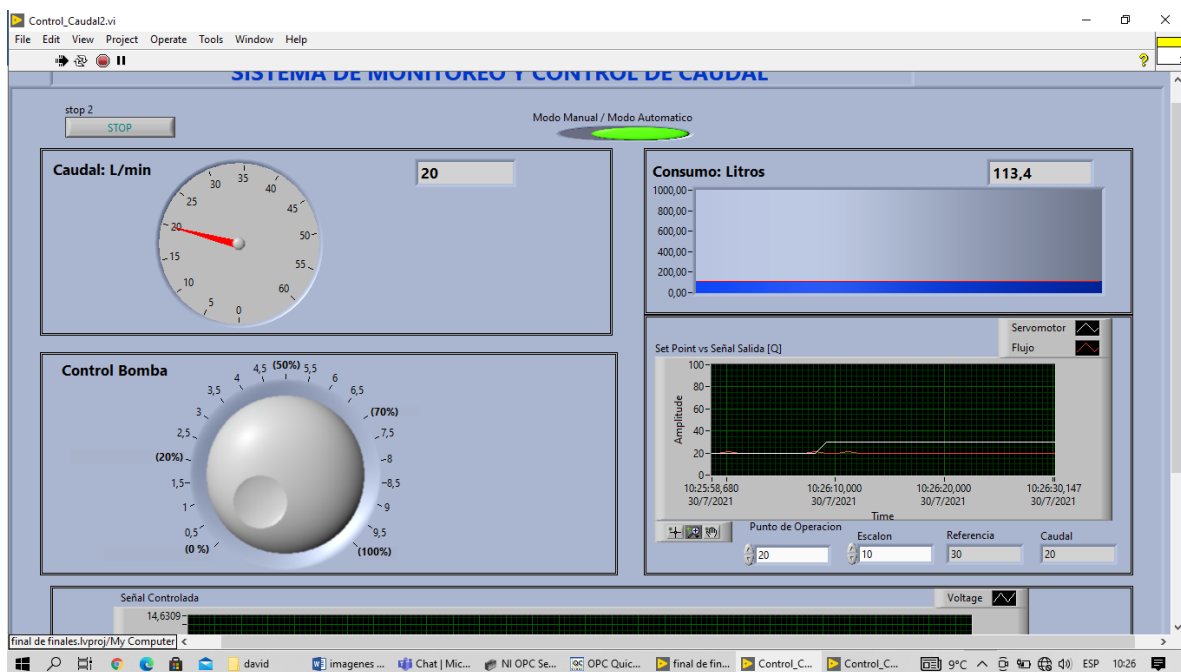 Control_Caudal2.vi
File Edit View Project Operate Tools Window Help
SISTEMA DE MONITOREO Y CONTROL DE CAUDAL
stop 2
STOP
Modo Manual / Modo Automatico
Caudal: L/min
20
0
5
10
15
20
25
30
35
40
45
50
55
60
Consumo: Litros
113,4
1000,00
800,00
600,00
400,00
200,00
0,00
Control Bomba
(0 %)
0,5
1
1,5
(20%)
2,5
3
3,5
4
4,5
(50%)
5,5
6
6,5
(70%)
7,5
8
8,5
9
9,5
(100%)
Servomotor
Flujo
Set Point vs Señal Salida [Q]
Amplitude
100
80
60
40
20
0
10:25:58,680 10:26:10,000 10:26:20,000 10:26:30,147
30/7/2021 30/7/2021 30/7/2021 30/7/2021
Time
Punto de Operacion Escalon Referencia Caudal
20 10 30 20
Señal Controlada
Voltage
14,6309
final de finales.lvproj/My Computer
david imagenes ... Chat | Mic... NI OPC Se... OPC Quic... final de fin... Control_C... Control_C... 9°C ESP 10:26